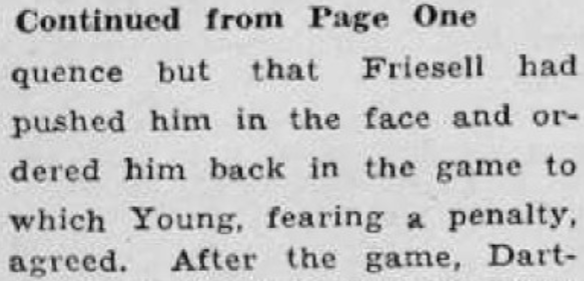 Continued from Page One
quence but that Friesell had
pushed him in the face and or-
dered him back in the game to
which Young, fearing a penalty,
agreed. After the game, Dart-